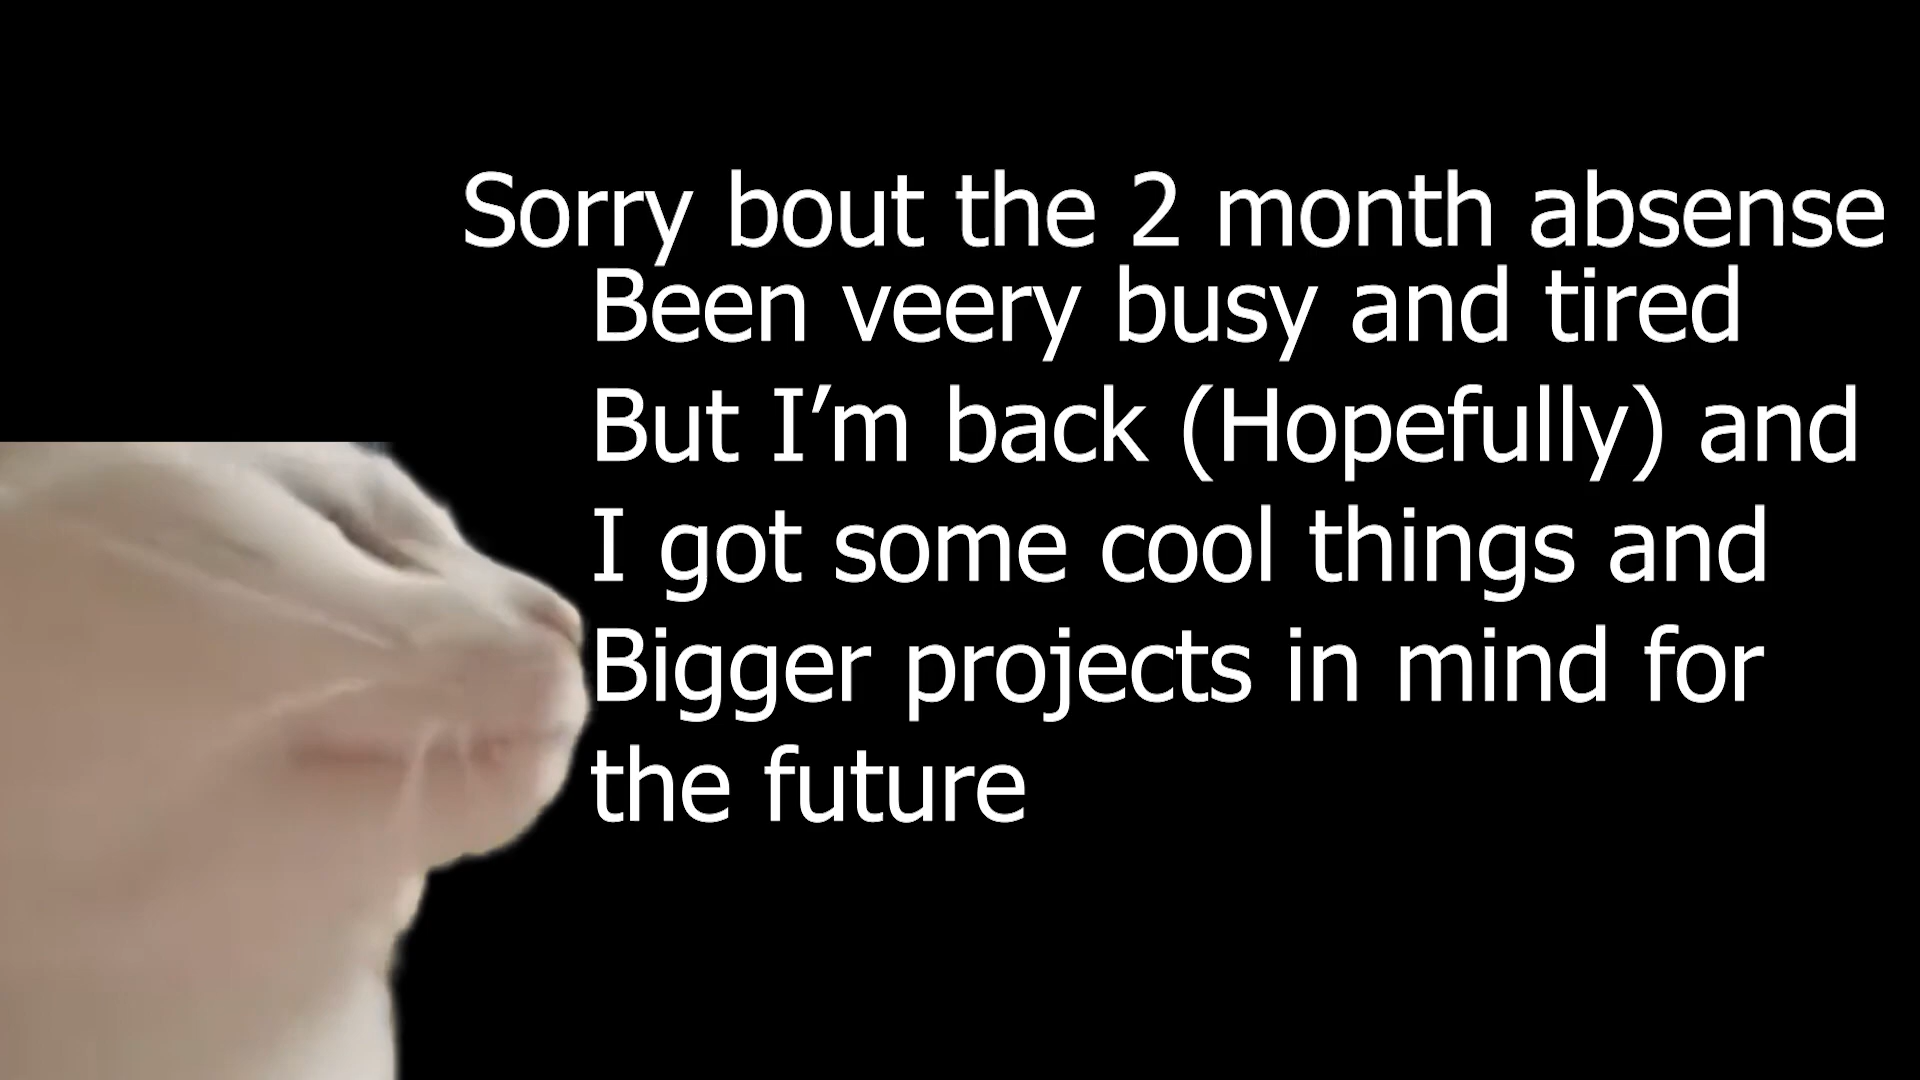 Sorry bout the 2 month absense
Been veery busy and tired
But I’m back (Hopefully) and
I got some cool things and
Bigger projects in mind for
the future